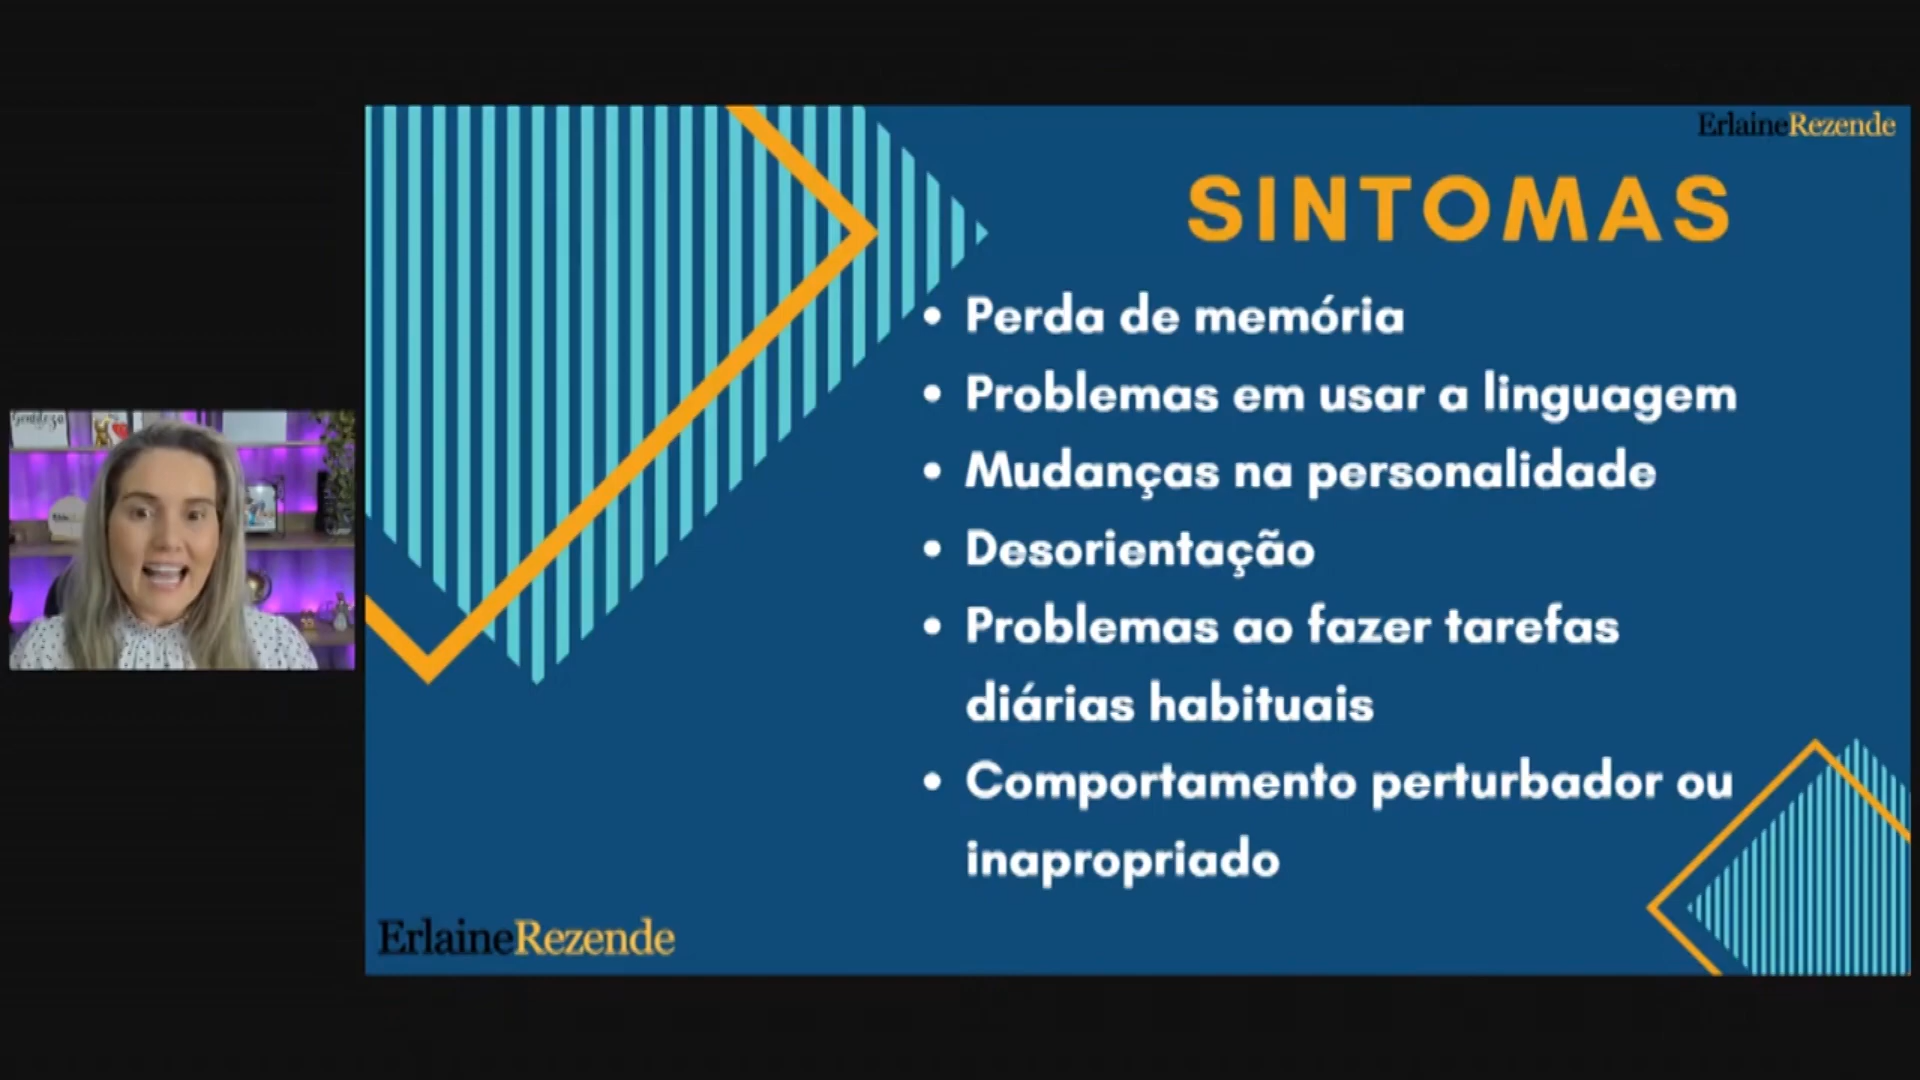 ErlaineRezende
SINTOMAS
• Perda de memória
• Problemas em usar a linguagem
• Mudanças na personalidade
• Desorientação
• Problemas ao fazer tarefas
diárias habituais
• Comportamento perturbador ou
inapropriado
ErlaineRezende
Gentileza